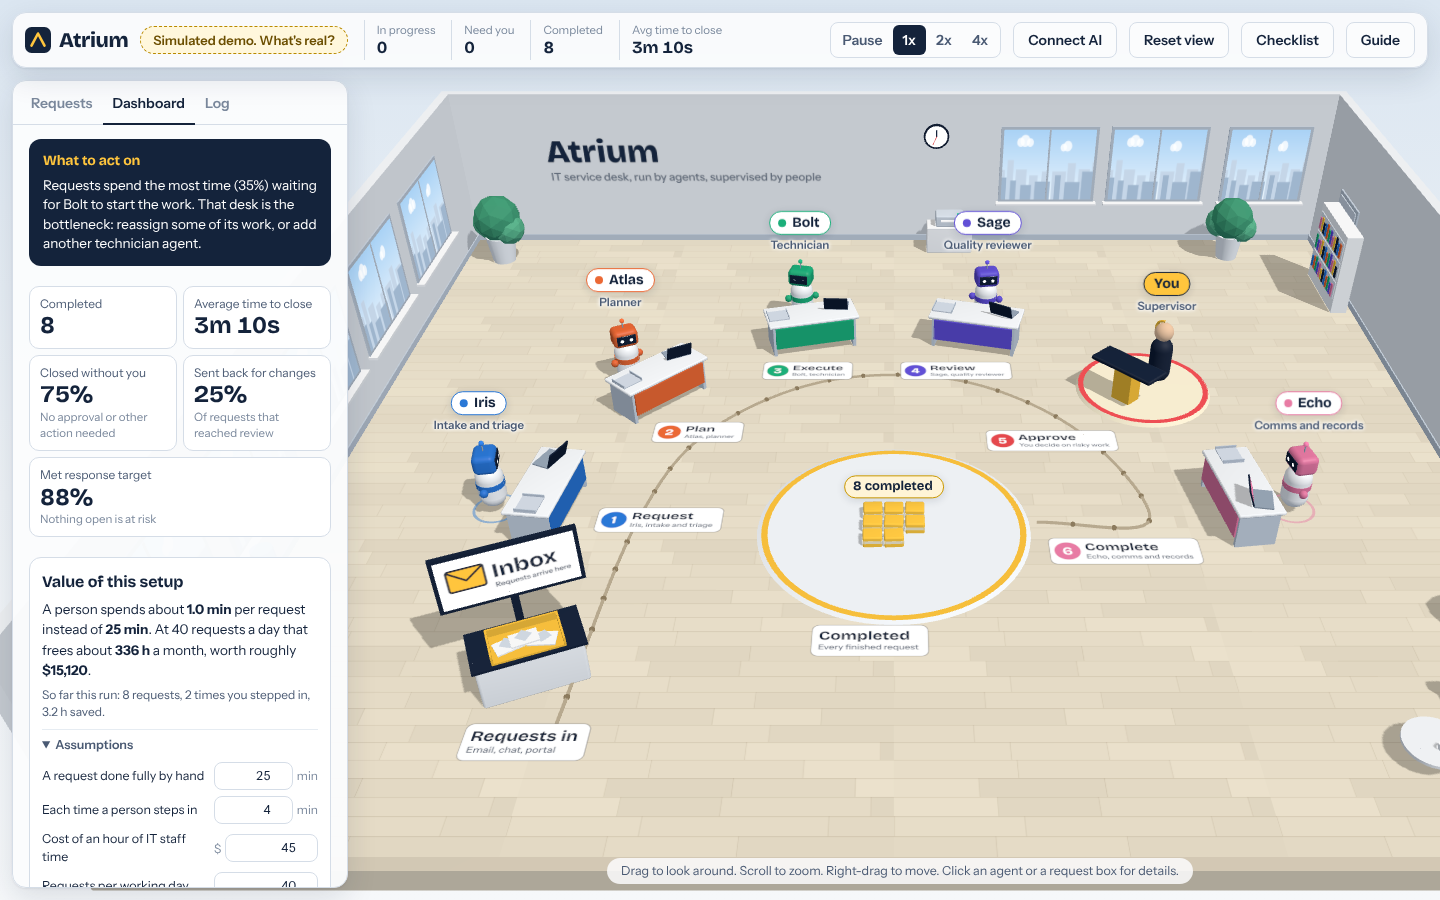 Atrium
Simulated demo. What's real?
In progress
0
Need you
0
Completed
8
Avg time to close
3m 10s
Pause
1x
2x
4x
Connect AI
Reset view
Checklist
Guide
Requests
Dashboard
Log
What to act on
Requests spend the most time (35%) waiting
for Bolt to start the work. That desk is the
bottleneck: reassign some of its work, or add
another technician agent.
Completed
8
Average time to close
3m 10s
Closed without you
75%
No approval or other
action needed
Sent back for changes
25%
Of requests that
reached review
Met response target
88%
Nothing open is at risk
Value of this setup
A person spends about 1.0 min per request
instead of 25 min. At 40 requests a day that
frees about 336 h a month, worth roughly
$15,120.
So far this run: 8 requests, 2 times you stepped in,
3.2 h saved.
▼ Assumptions
A request done fully by hand
25
min
Each time a person steps in
4
min
Cost of an hour of IT staff
time
$
45
Requests per working day
40
Atrium
IT service desk, run by agents, supervised by people
Bolt
Technician
Sage
Quality reviewer
Atlas
Planner
You
Supervisor
Iris
Intake and triage
Echo
Comms and records
3
Execute
Bolt, technician
4
Review
Sage, quality reviewer
2
Plan
Atlas, planner
5
Approve
You decide on risky work
1
Request
Iris, intake and triage
6
Complete
Echo, comms and records
8 completed
Inbox
Requests arrive here
Completed
Every finished request
Requests in
Email, chat, portal
Drag to look around. Scroll to zoom. Right-drag to move. Click an agent or a request box for details.